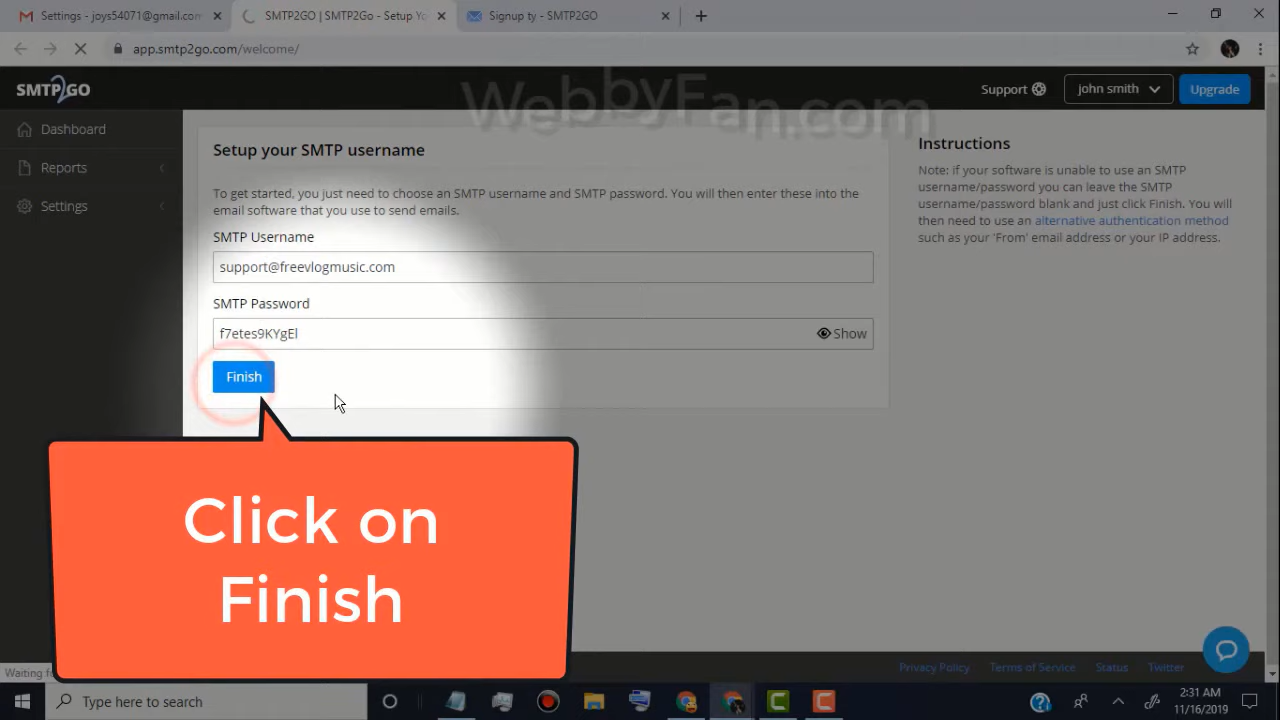 Settings - joys54071@gmail.com
SMTP2GO | SMTP2Go - Setup Yo
Signup ty - SMTP2GO
app.smtp2go.com/welcome/
WebbyFan.com
SMTP2GO
Support
john smith
Upgrade
Dashboard
Reports
Settings
Setup your SMTP username
To get started, you just need to choose an SMTP username and SMTP password. You will then enter these into the
email software that you use to send emails.
SMTP Username
support@freevlogmusic.com
SMTP Password
f7etes9KYgEl
Show
Finish
Instructions
Note: if your software is unable to use an SMTP
username/password you can leave the SMTP
username/password blank and just click Finish. You will
then need to use an alternative authentication method
such as your 'From' email address or your IP address.
Click on
Finish
Waiting fo
Privacy Policy
Terms of Service
Status
Twitter
Type here to search
2:31 AM
11/16/2019